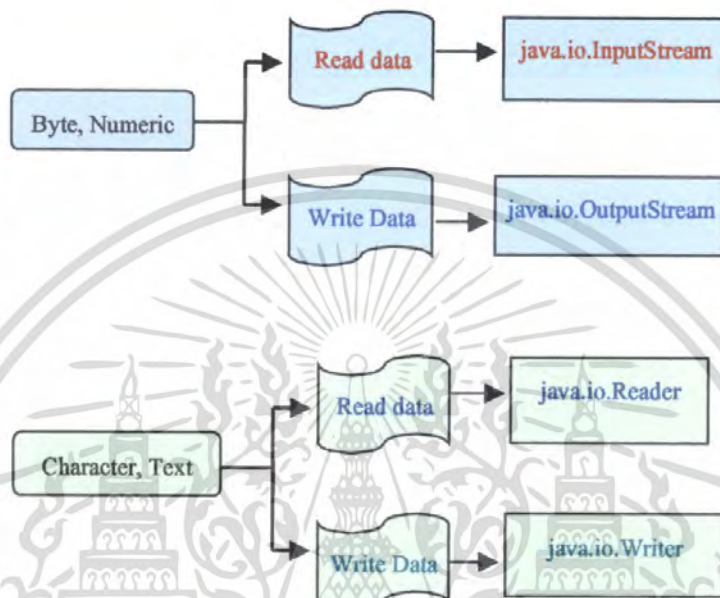 Read data
java.io.InputStream
Byte, Numeric
Write Data
java.io.OutputStream
Read data
java.io.Reader
Character, Text
Write Data
java.io.Writer